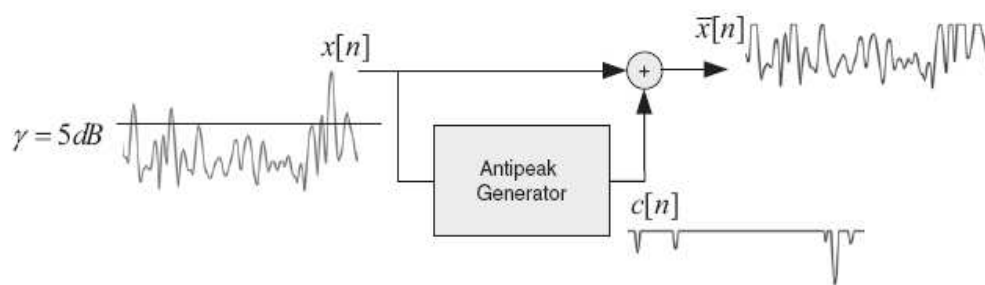 x[n]
x̅[n]
+
γ = 5dB
Antipeak
Generator
c[n]